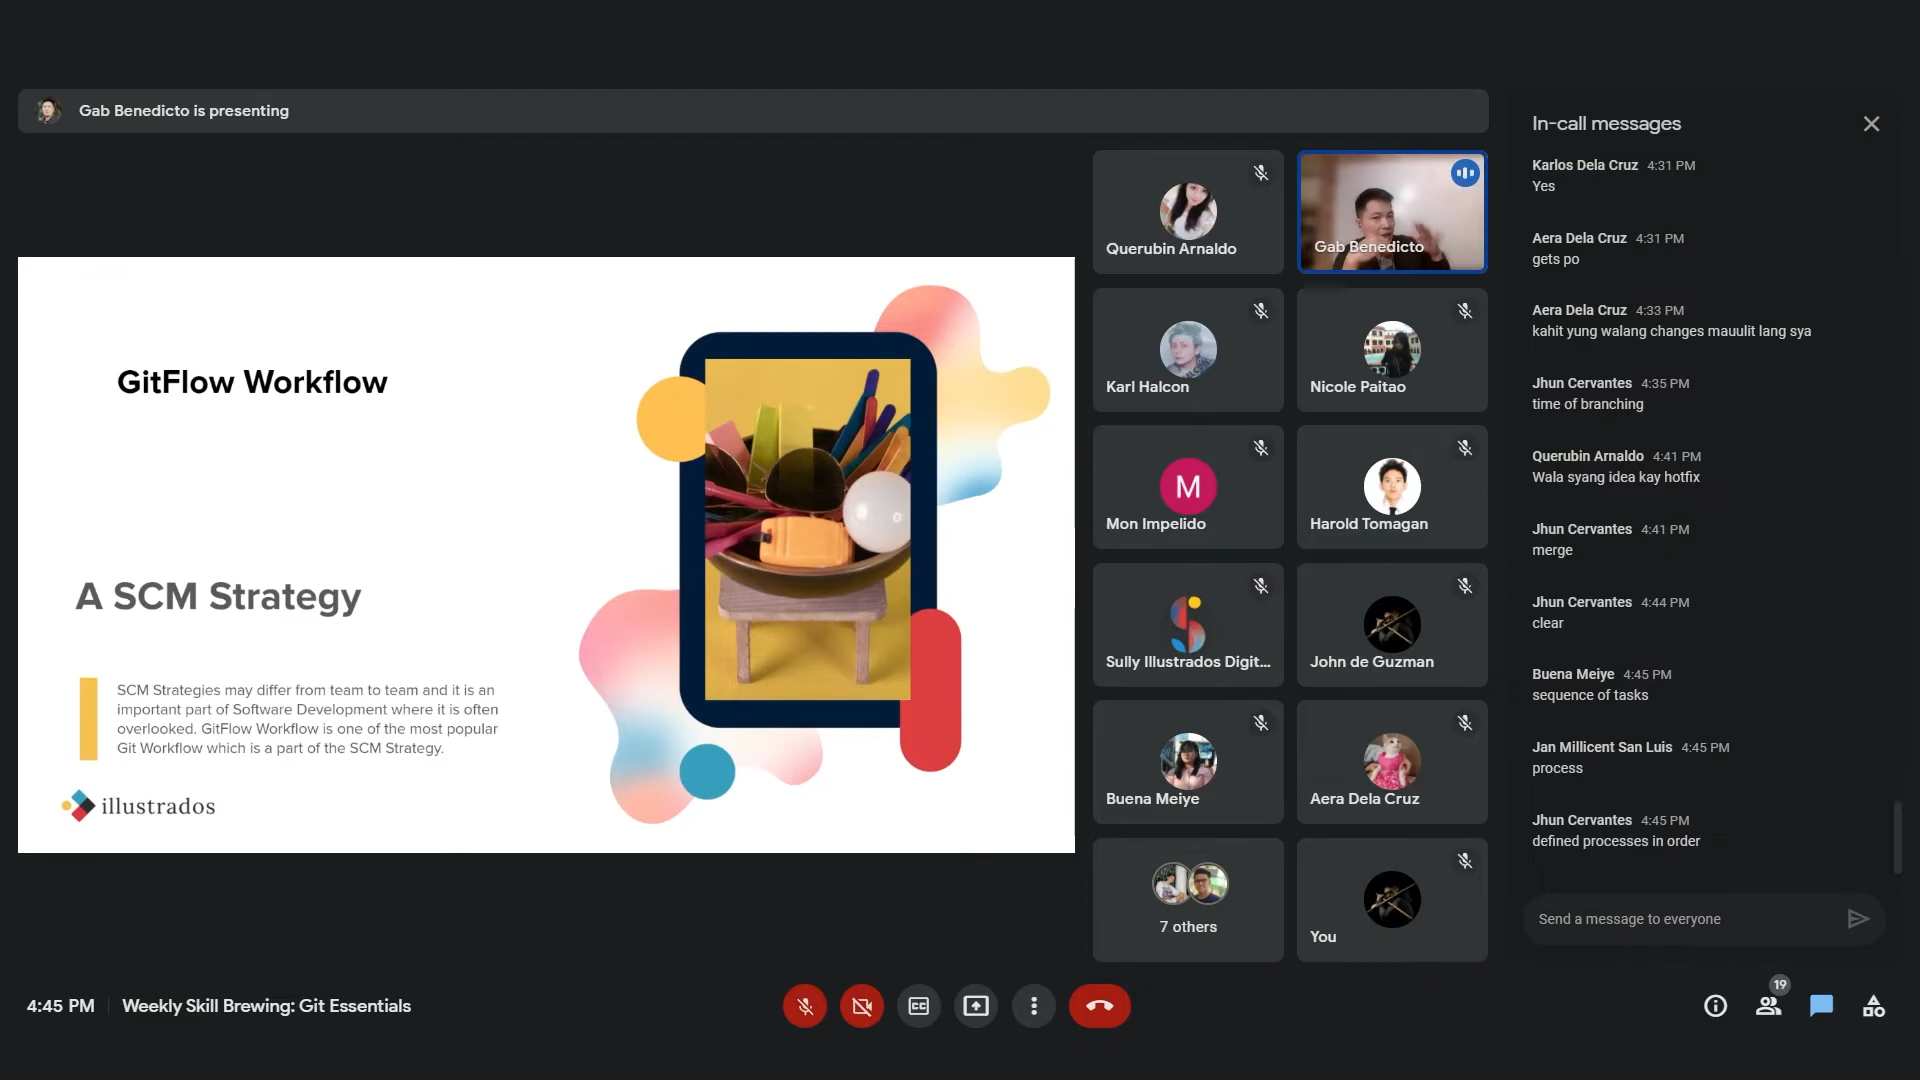 Gab Benedicto is presenting
GitFlow Workflow
A SCM Strategy
SCM Strategies may differ from team to team and it is an
important part of Software Development where it is often
overlooked. GitFlow Workflow is one of the most popular
Git Workflow which is a part of the SCM Strategy.
illustrados
Querubin Arnaldo
Gab Benedicto
Karl Halcon
Nicole Paitao
M
Mon Impelido
Harold Tomagan
Sully Illustrados Digit...
John de Guzman
Buena Meiye
Aera Dela Cruz
7 others
You
In-call messages
Karlos Dela Cruz 4:31 PM
Yes
Aera Dela Cruz 4:31 PM
gets po
Aera Dela Cruz 4:33 PM
kahit yung walang changes mauulit lang sya
Jhun Cervantes 4:35 PM
time of branching
Querubin Arnaldo 4:41 PM
Wala syang idea kay hotfix
Jhun Cervantes 4:41 PM
merge
Jhun Cervantes 4:44 PM
clear
Buena Meiye 4:45 PM
sequence of tasks
Jan Millicent San Luis 4:45 PM
process
Jhun Cervantes 4:45 PM
defined processes in order
Send a message to everyone
4:45 PM | Weekly Skill Brewing: Git Essentials
CC
19